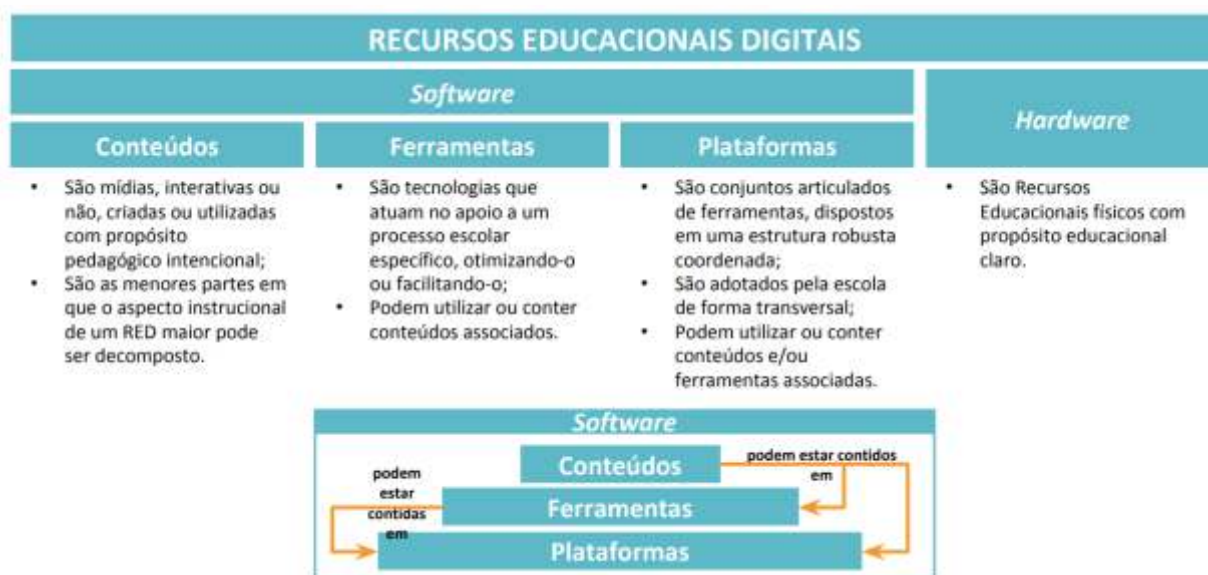 RECURSOS EDUCACIONAIS DIGITAIS
Software
Hardware
Conteúdos
Ferramentas
Plataformas
• São mídias, interativas ou
não, criadas ou utilizadas
com propósito
pedagógico intencional;
• São as menores partes em
que o aspecto instrucional
de um RED maior pode
ser decomposto.
• São tecnologias que
atuam no apoio a um
processo escolar
específico, otimizando-o
ou facilitando-o;
• Podem utilizar ou conter
conteúdos associados.
• São conjuntos articulados
de ferramentas, dispostos
em uma estrutura robusta
coordenada;
• São adotados pela escola
de forma transversal;
• Podem utilizar ou conter
conteúdos e/ou
ferramentas associadas.
• São Recursos
Educacionais físicos com
propósito educacional
claro.
Software
Conteúdos
podem estar contidos
em
podem
estar
contidas
em
Ferramentas
Plataformas